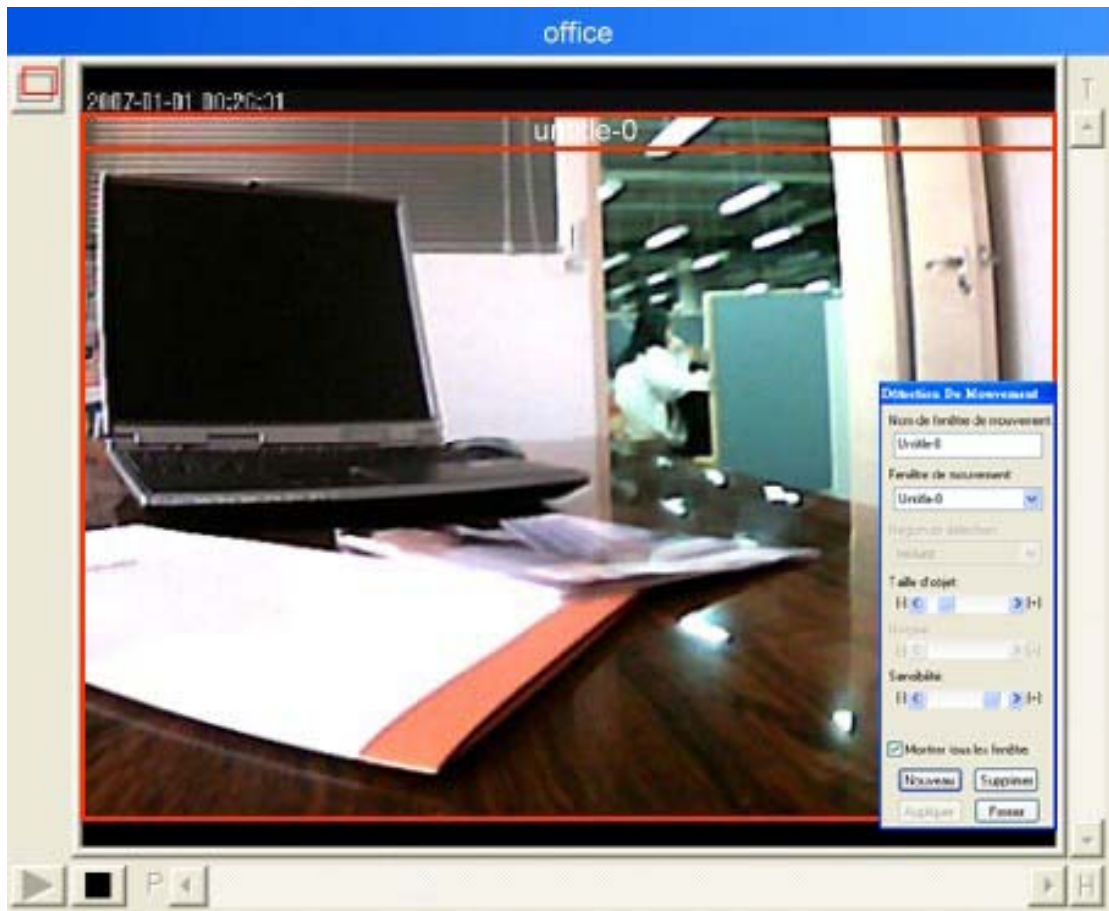 office
T
2007-01-01 00:26:01
untitle-0
Détection De Mouvement
Nom de fenêtre de mouvement
Untitle-0
Fenêtre de mouvement
Untitle-0
Taille d'objet
[-] [+]
[-] [+]
Sensibilité
[-] [+]
Montrer tous les fenêtre
Nouveau Supprimer
Appliquer Fermer
P H